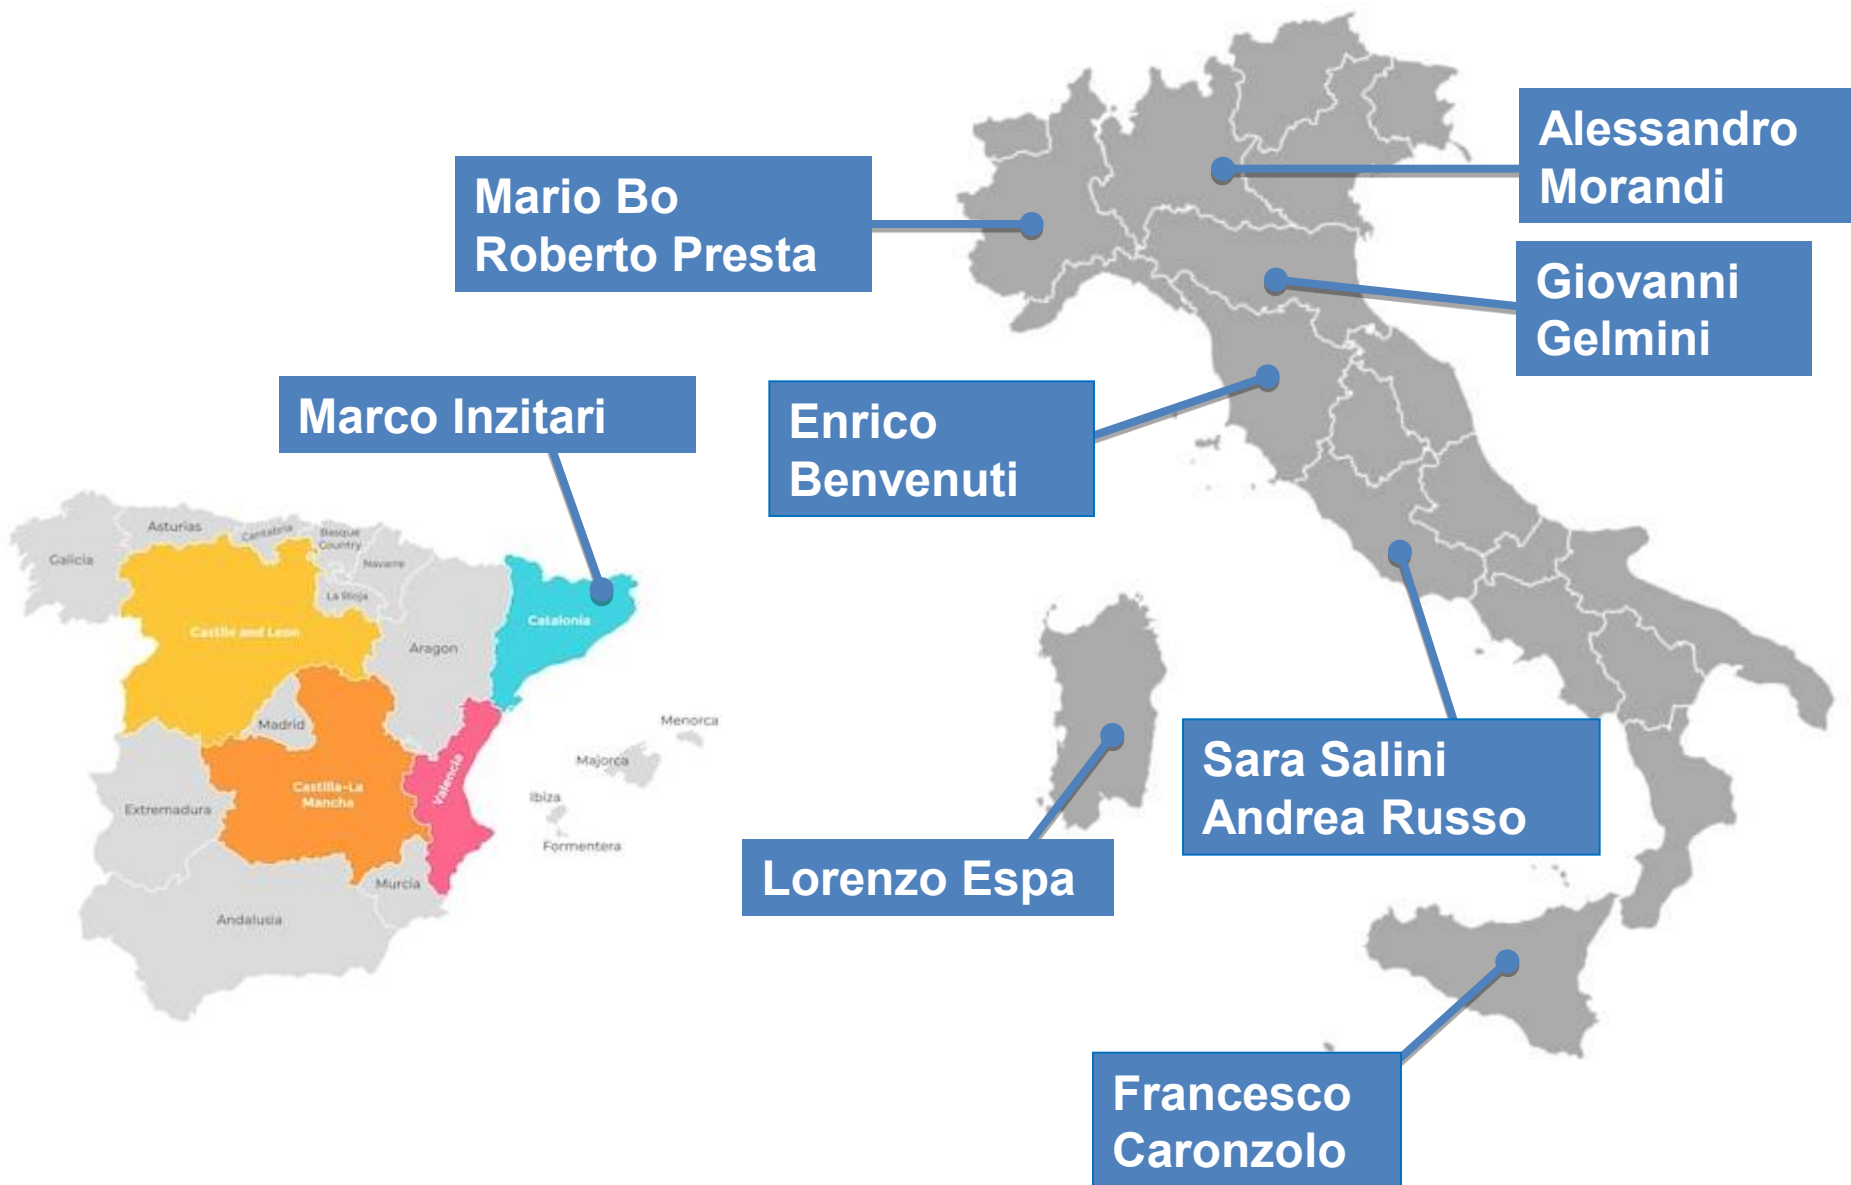 Alessandro
Morandi
Mario Bo
Roberto Presta
Giovanni
Gelmini
Marco Inzitari
Enrico
Benvenuti
Asturias
Cantabria
Basque
Country
Galicia
Navarre
La Rioja
Castile and Leon
Catalonia
Aragon
Madrid
Menorca
Majorca
Valencia
Castilla-La
Mancha
Ibiza
Extremadura
Formentera
Murcia
Andalusia
Sara Salini
Andrea Russo
Lorenzo Espa
Francesco
Caronzolo